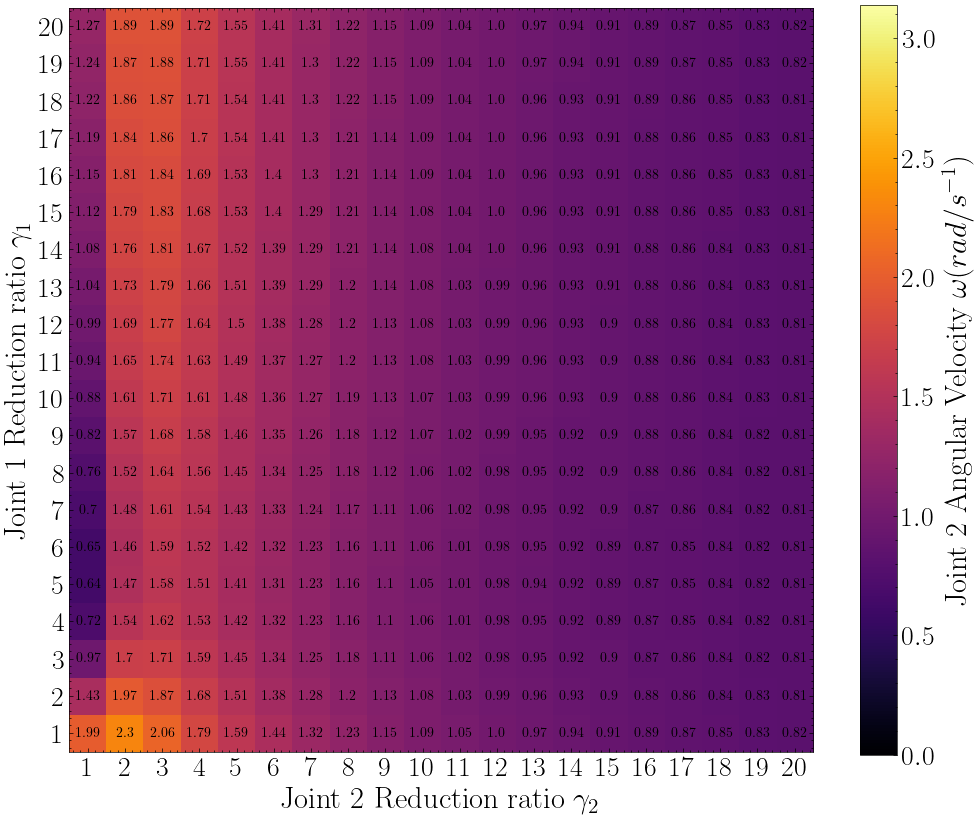 20 1.27 1.89 1.89 1.72 1.55 1.41 1.31 1.22 1.15 1.09 1.04 1.0 0.97 0.94 0.91 0.89 0.87 0.85 0.83 0.82
19 1.24 1.87 1.88 1.71 1.55 1.41 1.3 1.22 1.15 1.09 1.04 1.0 0.97 0.94 0.91 0.89 0.87 0.85 0.83 0.82
18 1.22 1.86 1.87 1.71 1.54 1.41 1.3 1.22 1.15 1.09 1.04 1.0 0.96 0.93 0.91 0.89 0.86 0.85 0.83 0.81
17 1.19 1.84 1.86 1.7 1.54 1.41 1.3 1.21 1.14 1.09 1.04 1.0 0.96 0.93 0.91 0.88 0.86 0.85 0.83 0.81
16 1.15 1.81 1.84 1.69 1.53 1.4 1.3 1.21 1.14 1.09 1.04 1.0 0.96 0.93 0.91 0.88 0.86 0.85 0.83 0.81
15 1.12 1.79 1.83 1.68 1.53 1.4 1.29 1.21 1.14 1.08 1.04 1.0 0.96 0.93 0.91 0.88 0.86 0.85 0.83 0.81
14 1.08 1.76 1.81 1.67 1.52 1.39 1.29 1.21 1.14 1.08 1.04 1.0 0.96 0.93 0.91 0.88 0.86 0.84 0.83 0.81
13 1.04 1.73 1.79 1.66 1.51 1.39 1.29 1.2 1.14 1.08 1.03 0.99 0.96 0.93 0.91 0.88 0.86 0.84 0.83 0.81
12 0.99 1.69 1.77 1.64 1.5 1.38 1.28 1.2 1.13 1.08 1.03 0.99 0.96 0.93 0.9 0.88 0.86 0.84 0.83 0.81
11 0.94 1.65 1.74 1.63 1.49 1.37 1.27 1.2 1.13 1.08 1.03 0.99 0.96 0.93 0.9 0.88 0.86 0.84 0.83 0.81
10 0.88 1.61 1.71 1.61 1.48 1.36 1.27 1.19 1.13 1.07 1.03 0.99 0.96 0.93 0.9 0.88 0.86 0.84 0.83 0.81
9 0.82 1.57 1.68 1.58 1.46 1.35 1.26 1.18 1.12 1.07 1.02 0.99 0.95 0.92 0.9 0.88 0.86 0.84 0.82 0.81
8 0.76 1.52 1.64 1.56 1.45 1.34 1.25 1.18 1.12 1.06 1.02 0.98 0.95 0.92 0.9 0.88 0.86 0.84 0.82 0.81
7 0.7 1.48 1.61 1.54 1.43 1.33 1.24 1.17 1.11 1.06 1.02 0.98 0.95 0.92 0.9 0.87 0.86 0.84 0.82 0.81
6 0.65 1.46 1.59 1.52 1.42 1.32 1.23 1.16 1.11 1.06 1.01 0.98 0.95 0.92 0.89 0.87 0.85 0.84 0.82 0.81
5 0.64 1.47 1.58 1.51 1.41 1.31 1.23 1.16 1.1 1.05 1.01 0.98 0.94 0.92 0.89 0.87 0.85 0.84 0.82 0.81
4 0.72 1.54 1.62 1.53 1.42 1.32 1.23 1.16 1.1 1.06 1.01 0.98 0.95 0.92 0.89 0.87 0.85 0.84 0.82 0.81
3 0.97 1.7 1.71 1.59 1.45 1.34 1.25 1.18 1.11 1.06 1.02 0.98 0.95 0.92 0.9 0.87 0.86 0.84 0.82 0.81
2 1.43 1.97 1.87 1.68 1.51 1.38 1.28 1.2 1.13 1.08 1.03 0.99 0.96 0.93 0.9 0.88 0.86 0.84 0.83 0.81
1 1.99 2.3 2.06 1.79 1.59 1.44 1.32 1.23 1.15 1.09 1.05 1.0 0.97 0.94 0.91 0.89 0.87 0.85 0.83 0.82
1 2 3 4 5 6 7 8 9 10 11 12 13 14 15 16 17 18 19 20
Joint 2 Reduction ratio γ₂
Joint 1 Reduction ratio γ₁
3.0
2.5
2.0
1.5
1.0
0.5
0.0
Joint 2 Angular Velocity ω(rad/s⁻¹)